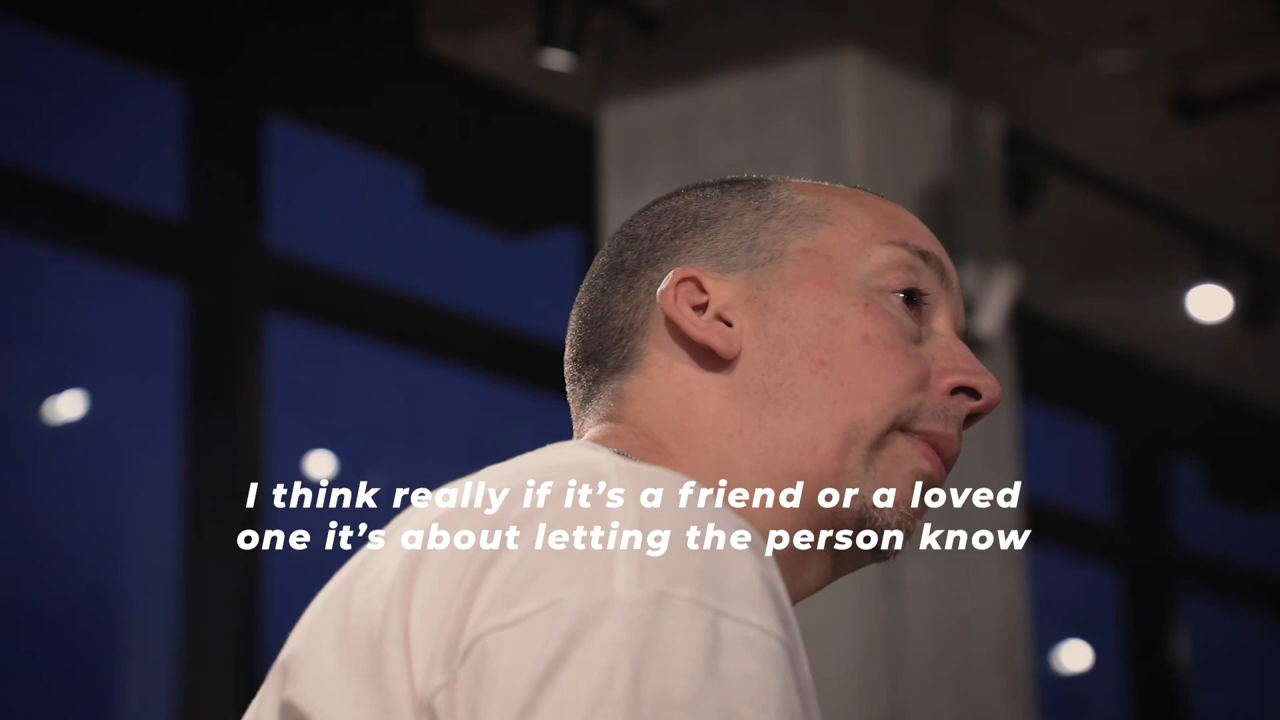 I think really if it’s a friend or a loved
one it’s about letting the person know